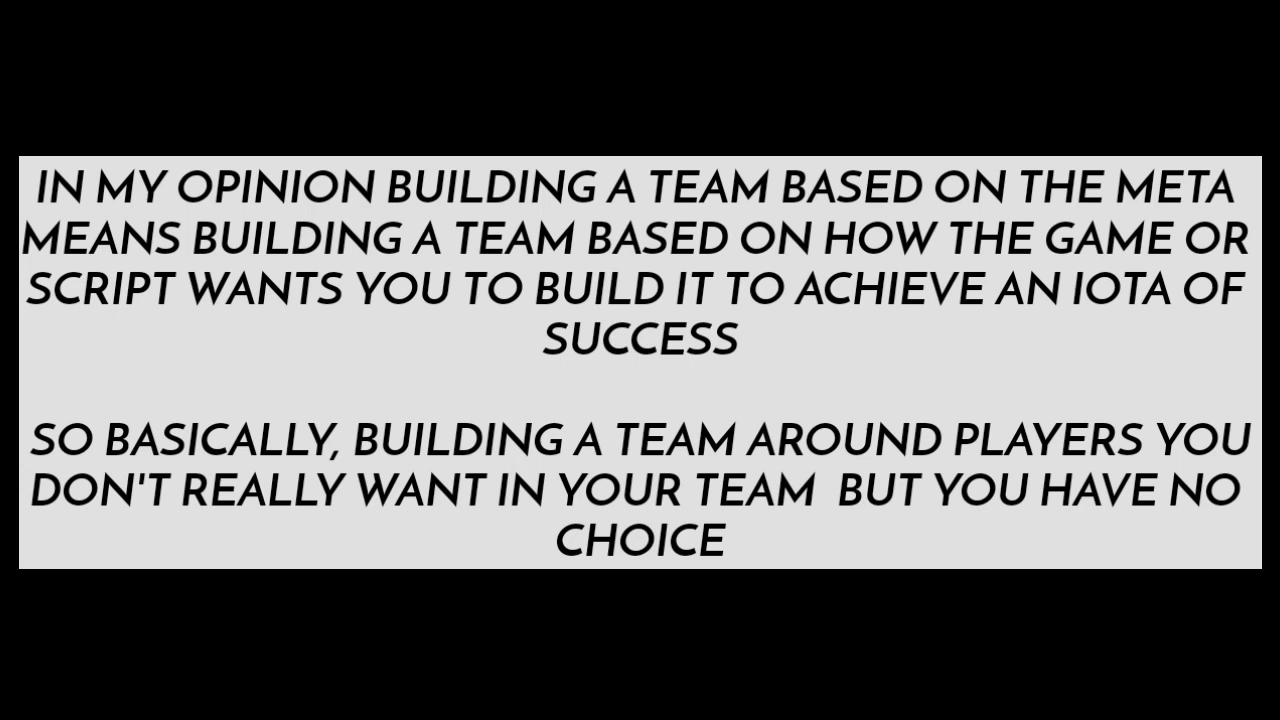 IN MY OPINION BUILDING A TEAM BASED ON THE META
MEANS BUILDING A TEAM BASED ON HOW THE GAME OR
SCRIPT WANTS YOU TO BUILD IT TO ACHIEVE AN IOTA OF
SUCCESS
SO BASICALLY, BUILDING A TEAM AROUND PLAYERS YOU
DON'T REALLY WANT IN YOUR TEAM  BUT YOU HAVE NO
CHOICE